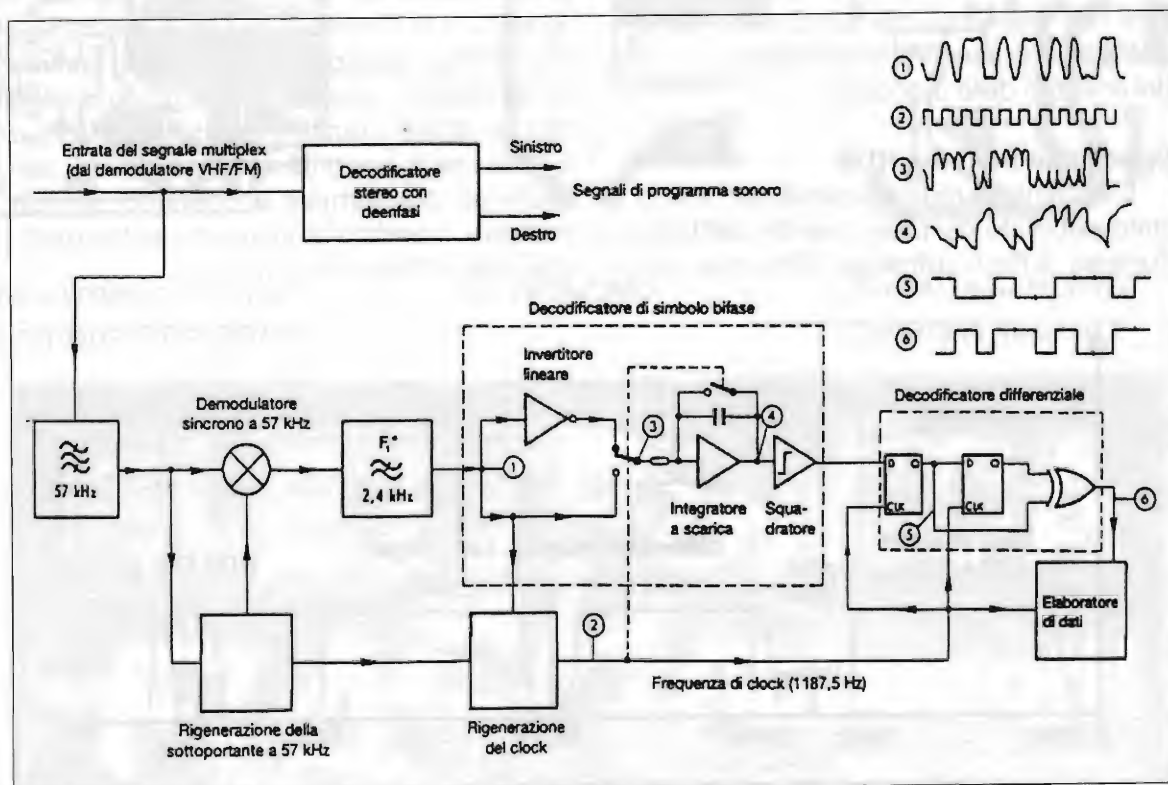 ①
②
③
④
⑤
⑥
Entrata del segnale multiplex
(dal demodulatore VHF/FM)
Decodificatore
stereo con
deenfasi
Sinistro
Destro
Segnali di programma sonoro
Decodificatore di simbolo bifase
Invertitore
lineare
Demodulatore
sincrono a 57 kHz
57 kHz
F₁*
2,4 kHz
①
③
④
Integratore
a scarica
Squa-
dratore
Decodificatore differenziale
D
CLK
D
CLK
⑤
⑥
Elaboratore
di dati
②
Frequenza di clock (1187,5 Hz)
Rigenerazione della
sottoportante a 57 kHz
Rigenerazione
del clock